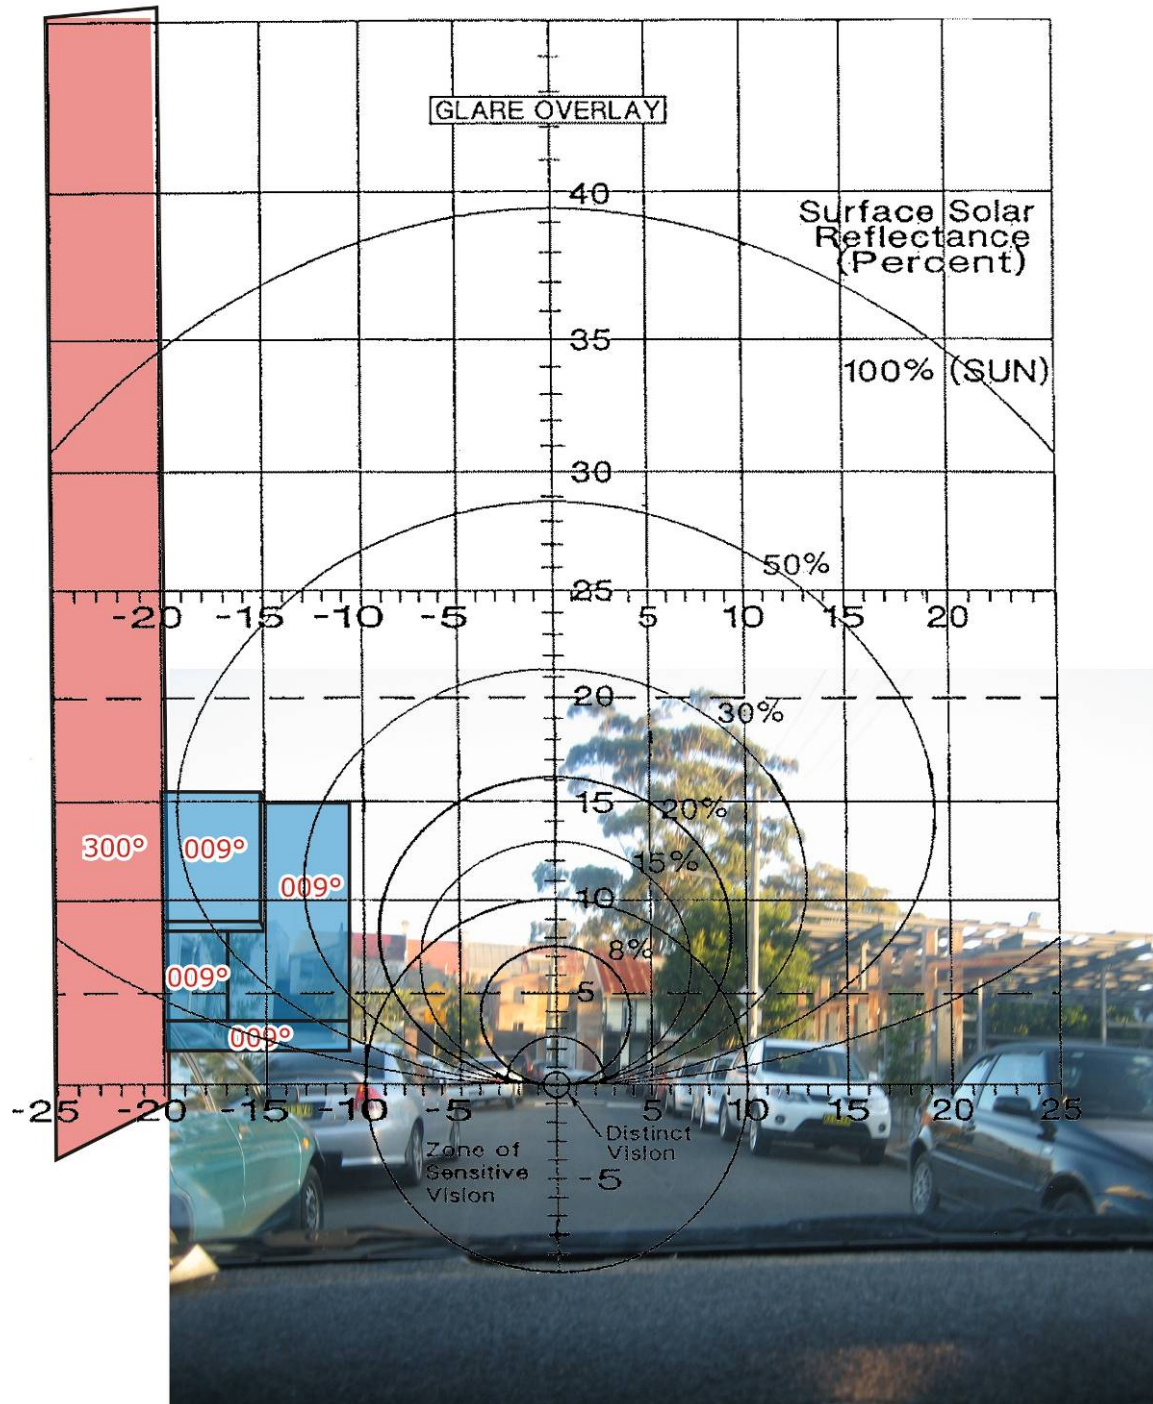 GLARE OVERLAY
40
Surface Solar
Reflectance
(Percent)
35
100% (SUN)
30
50%
25
-20 -15 -10 -5 5 10 15 20
20
30%
15
20%
300°
009°
009°
15%
10
8%
009°
5
009°
-25 -20 -15 -10 -5 5 10 15 20 25
Distinct
Vision
Zone of
Sensitive
Vision
-5